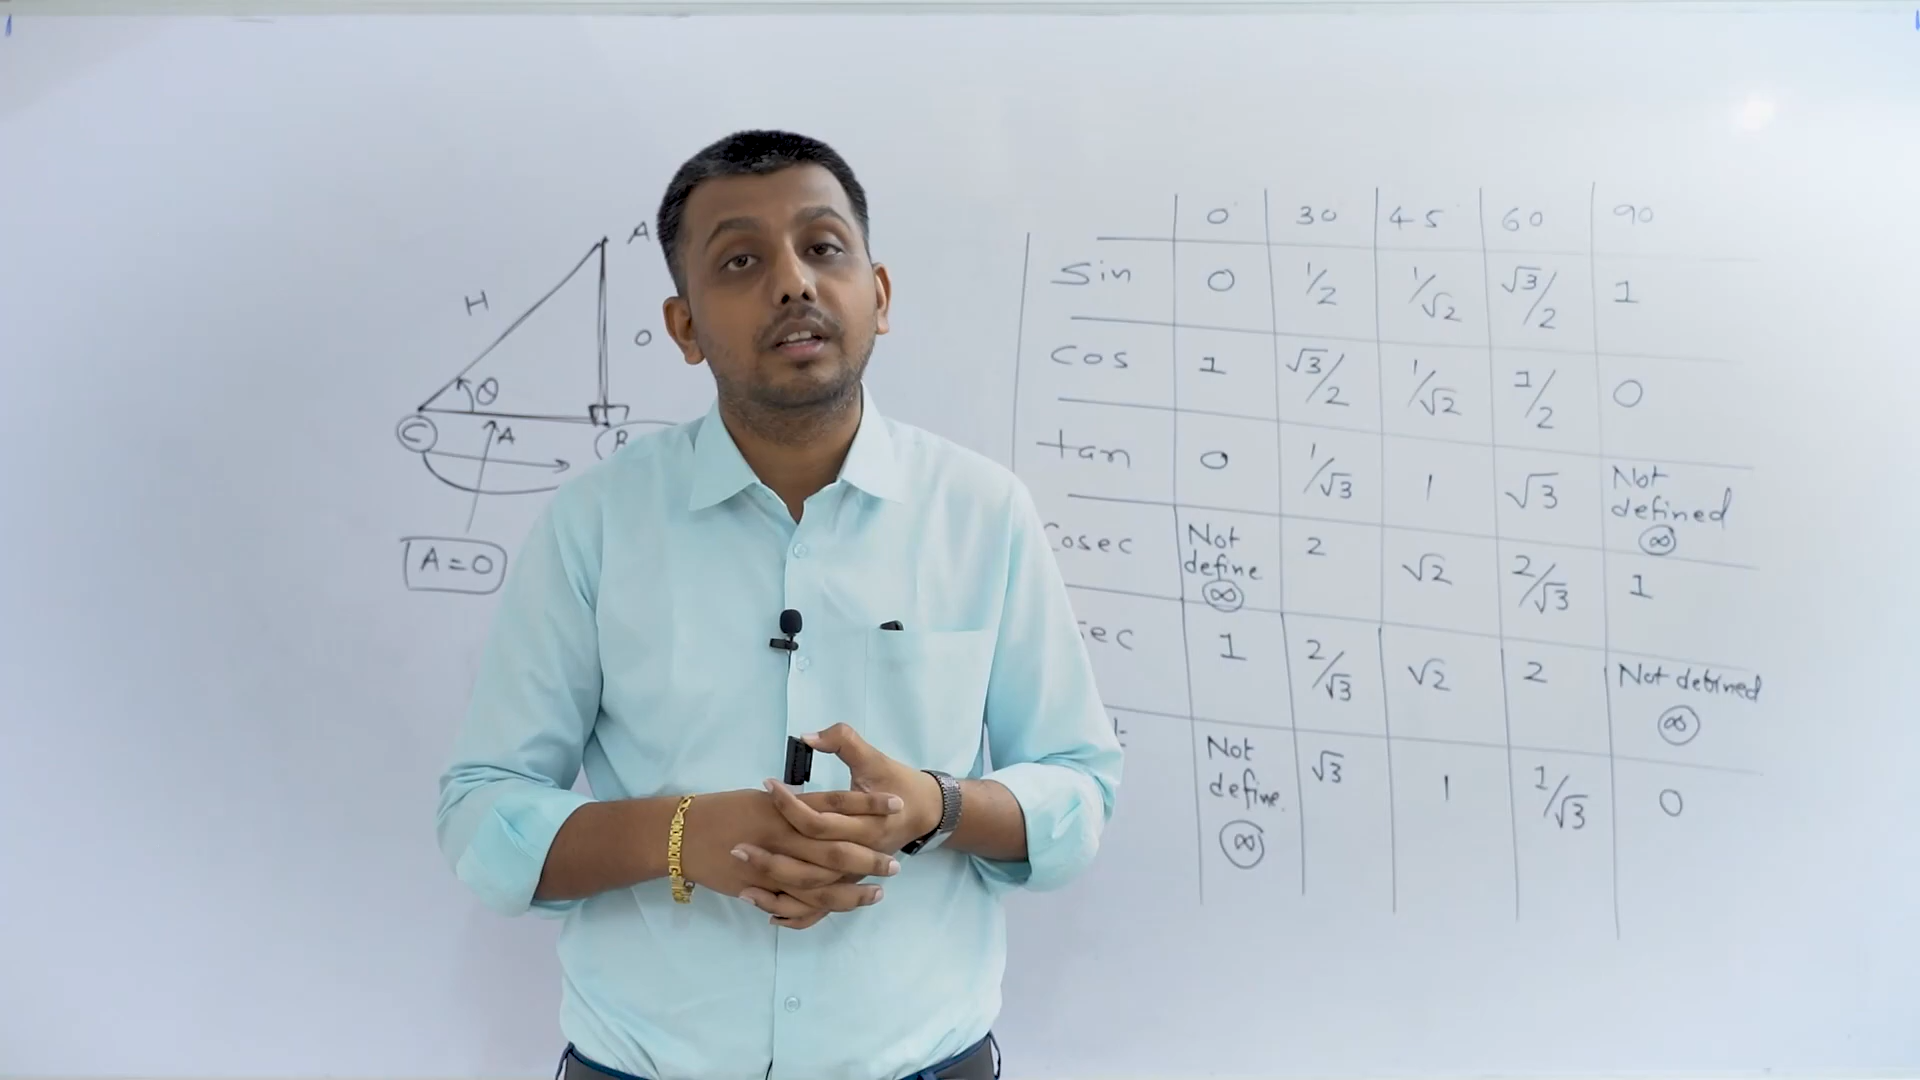 A
H
O
θ
C
A
A = 0
0 30 45 60 90
Sin 0 1/2 1/√2 √3/2 1
Cos 1 √3/2 1/√2 1/2 0
tan 0 1/√3 1 √3 Not defined ∞
Cosec Not define ∞ 2 √2 2/√3 1
1 2/√3 √2 2 Not defined ∞
Not define. ∞ √3 1 1/√3 0